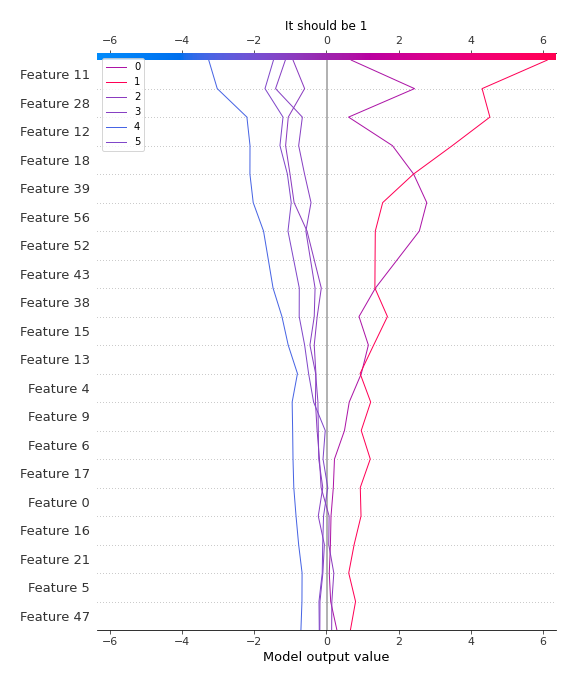 It should be 1
−6 −4 −2 0 2 4 6
0
1
2
3
4
5
Feature 11
Feature 28
Feature 12
Feature 18
Feature 39
Feature 56
Feature 52
Feature 43
Feature 38
Feature 15
Feature 13
Feature 4
Feature 9
Feature 6
Feature 17
Feature 0
Feature 16
Feature 21
Feature 5
Feature 47
−6 −4 −2 0 2 4 6
Model output value